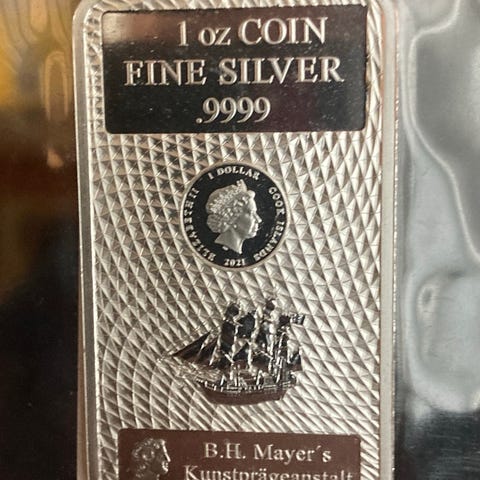 1 oz COIN
FINE SILVER
.9999
ELIZABETH II 1 DOLLAR COOK ISLANDS
2021
B.H. Mayer´s
Kunstprägeanstalt